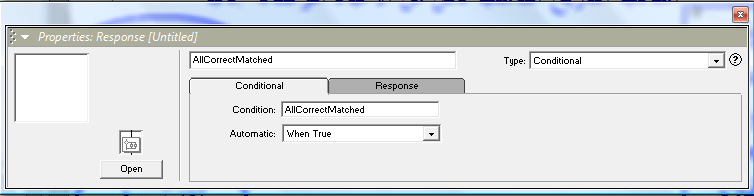 Properties: Response [Untitled]
AllCorrectMatched
Type: Conditional
?
Conditional Response
Condition: AllCorrectMatched
Automatic: When True
Open